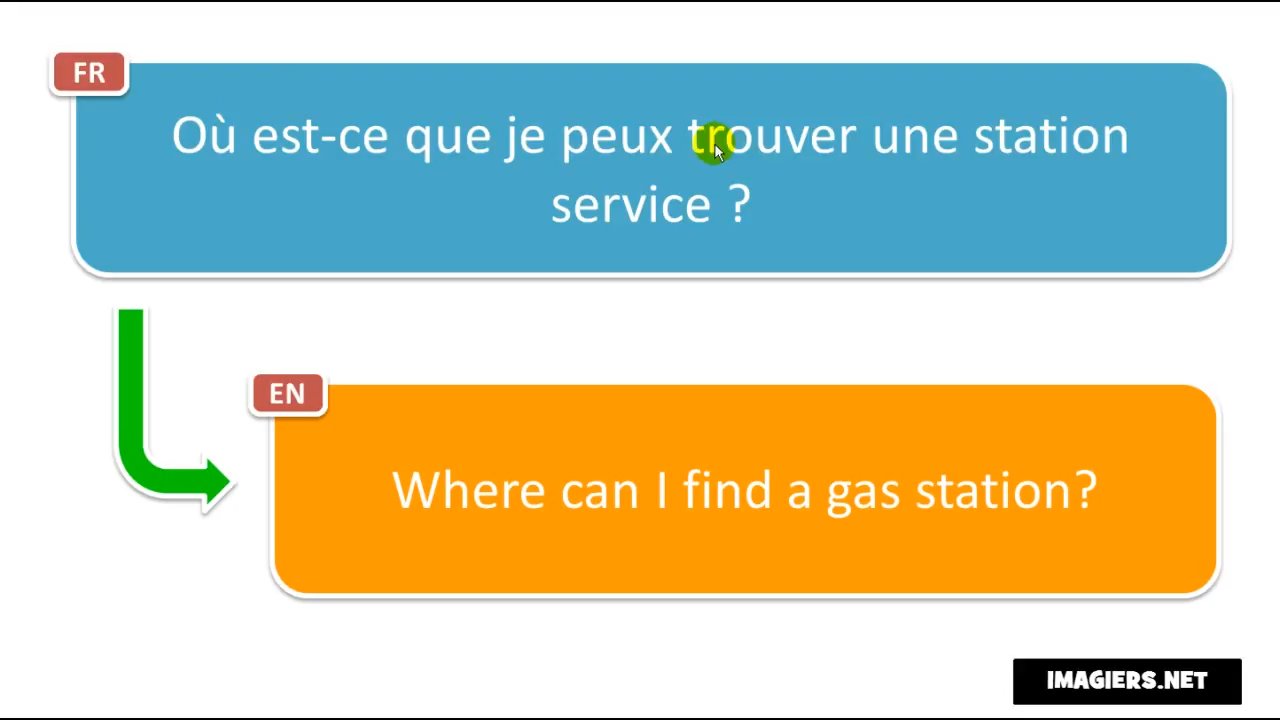 FR
Où est-ce que je peux trouver une station
service ?
EN
Where can I find a gas station?
IMAGIERS.NET